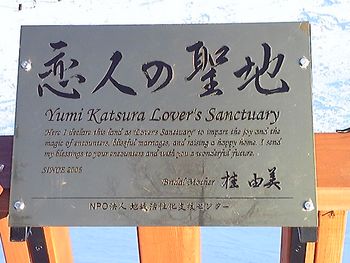 恋人の聖地
Yumi Katsura Lover's Sanctuary
Here I declare this land as 'Lover's Sanctuary' to impart the joy and the
magic of encounters, blissful marriages, and raising a happy home. I send
my blessings to your encounters and wish you a wonderful future.
SINCE 2006
Bridal Mother 桂 由美
NPO法人 地域活性化支援センター